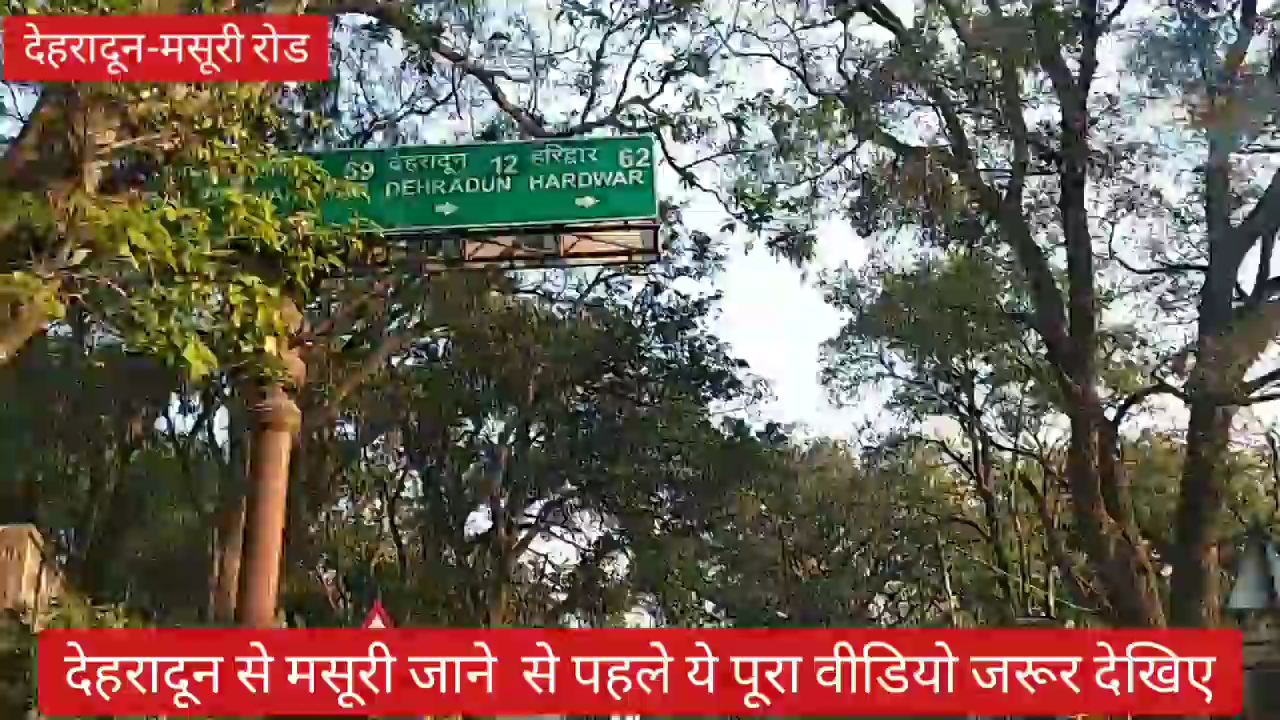 देहरादून-मसूरी रोड
69 देहरादून 12 हरिद्वार 62
DEHRADUN HARDWAR
देहरादून से मसूरी जाने से पहले ये पूरा वीडियो जरूर देखिए